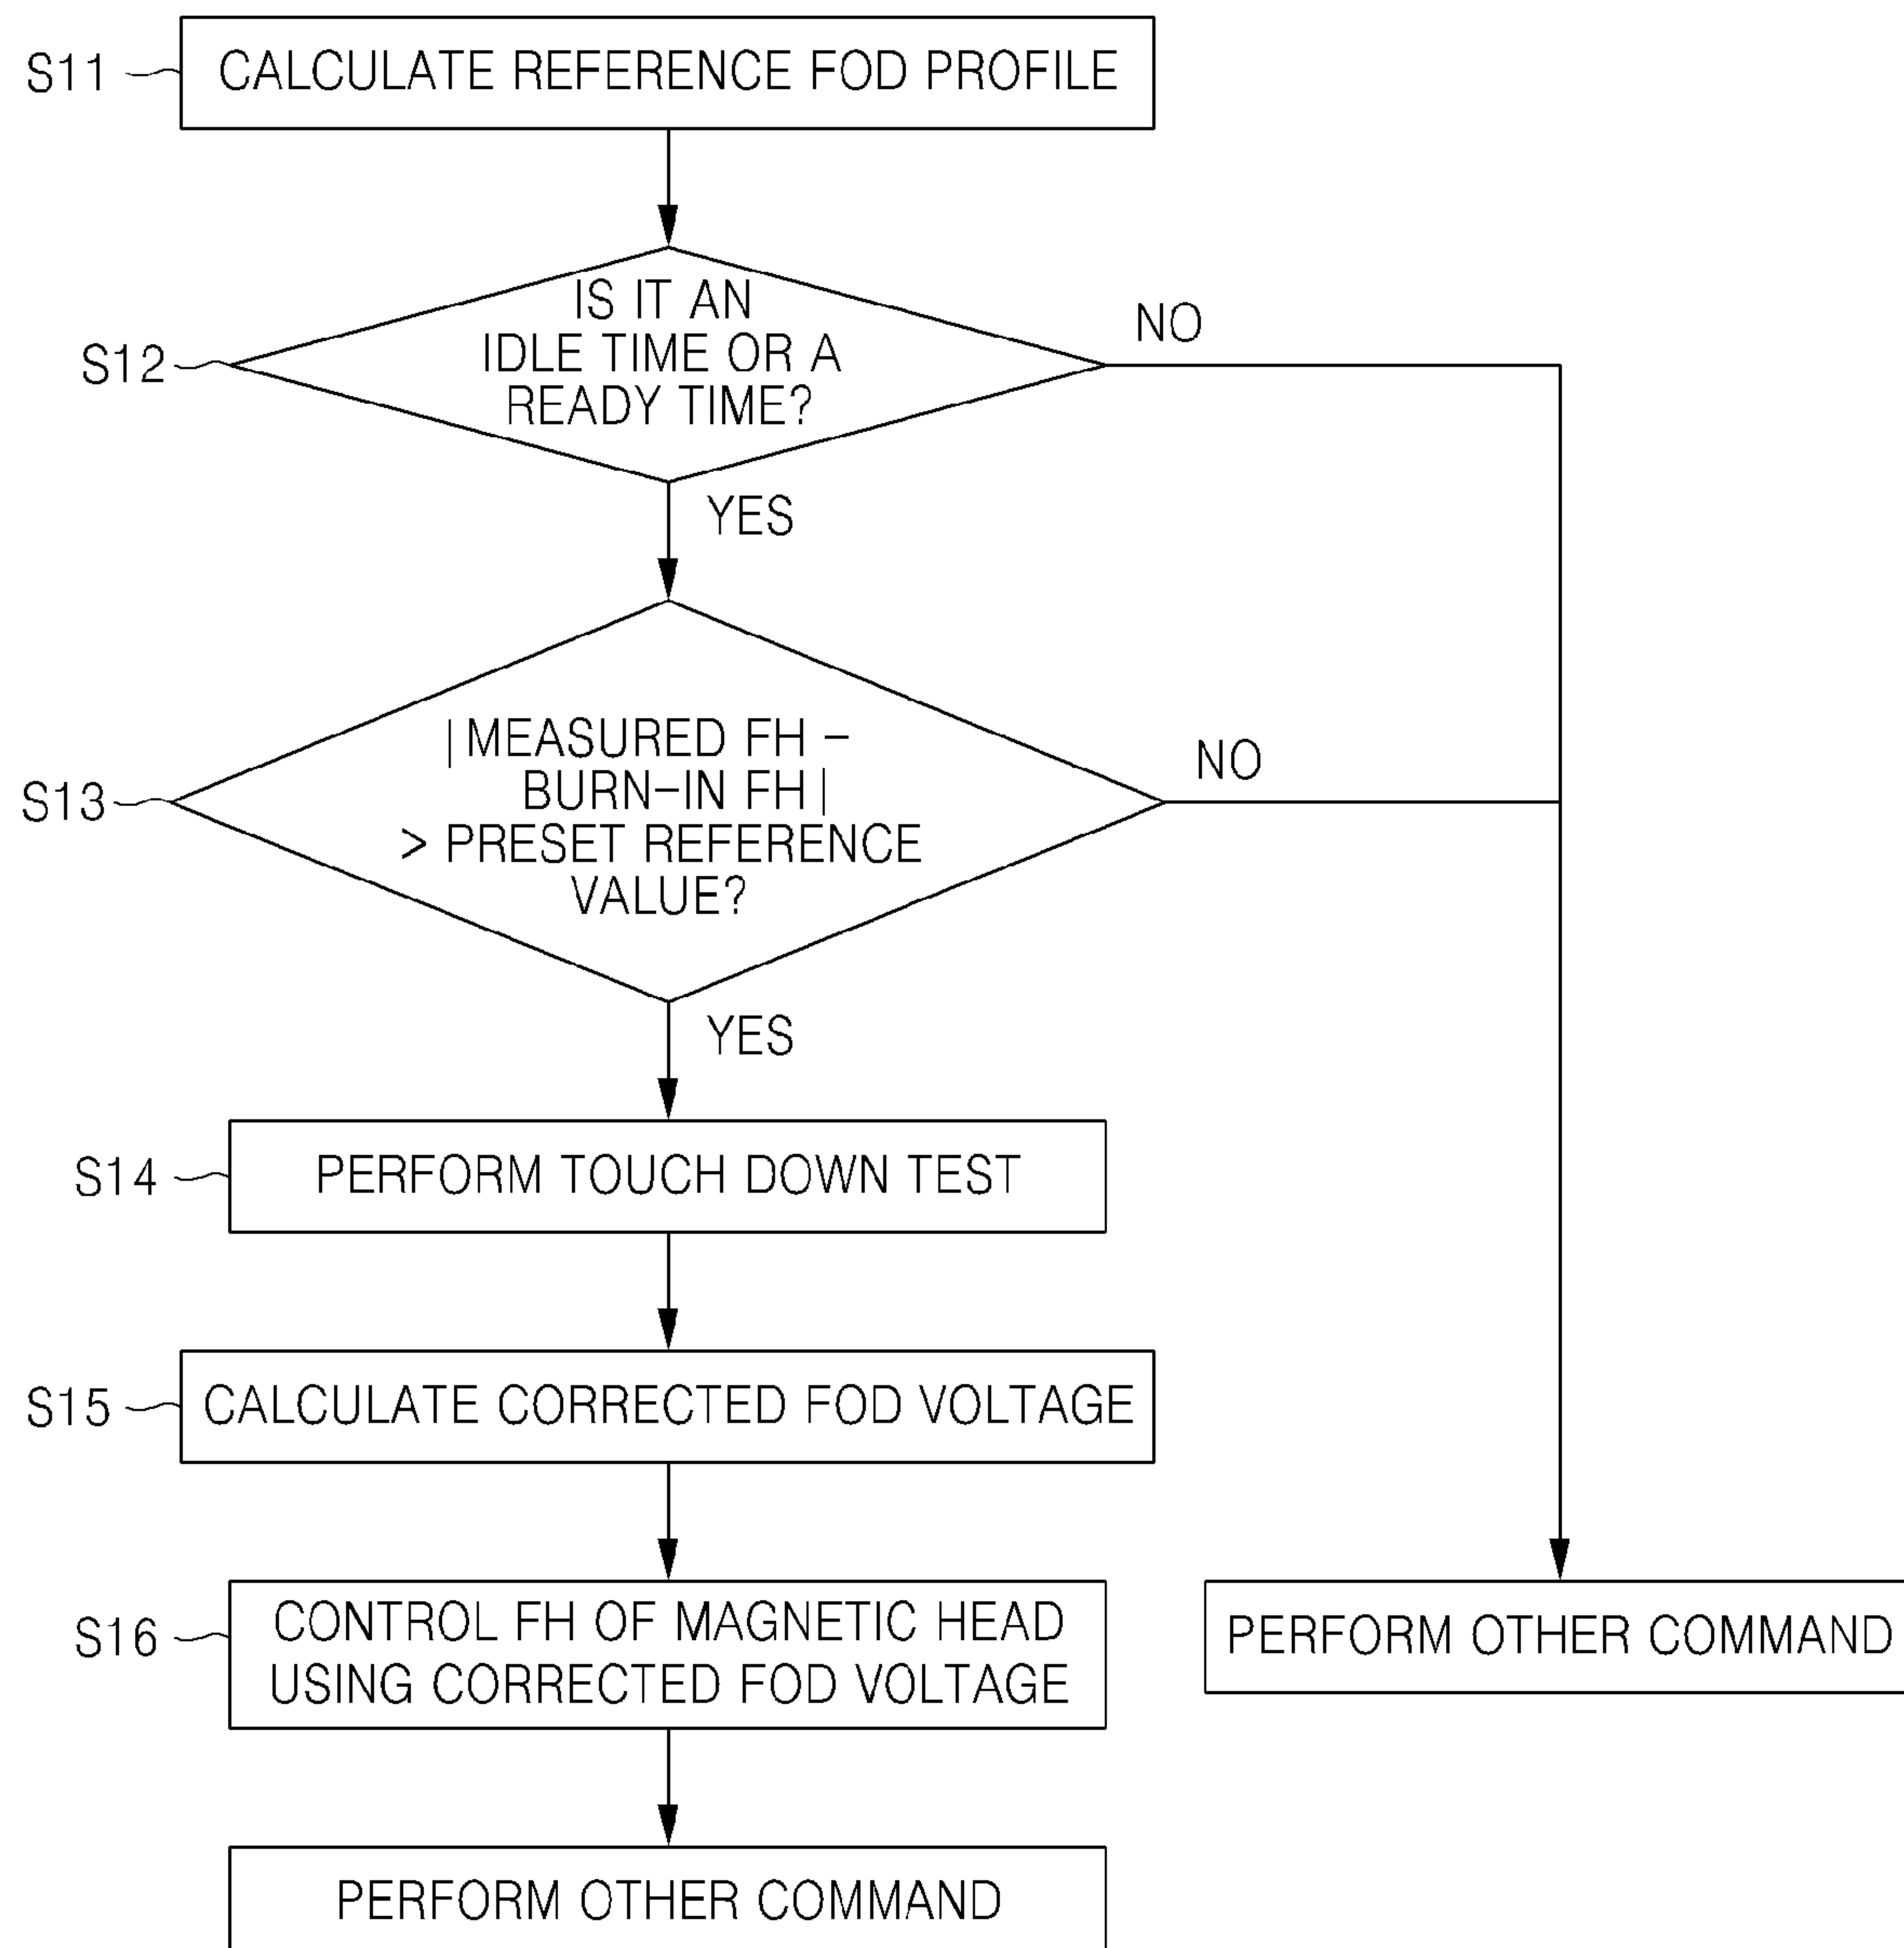 S11
CALCULATE REFERENCE FOD PROFILE
S12
IS IT AN
IDLE TIME OR A
READY TIME?
NO
YES
S13
|MEASURED FH –
BURN–IN FH|
> PRESET REFERENCE
VALUE?
NO
YES
S14
PERFORM TOUCH DOWN TEST
S15
CALCULATE CORRECTED FOD VOLTAGE
S16
CONTROL FH OF MAGNETIC HEAD
USING CORRECTED FOD VOLTAGE
PERFORM OTHER COMMAND
PERFORM OTHER COMMAND